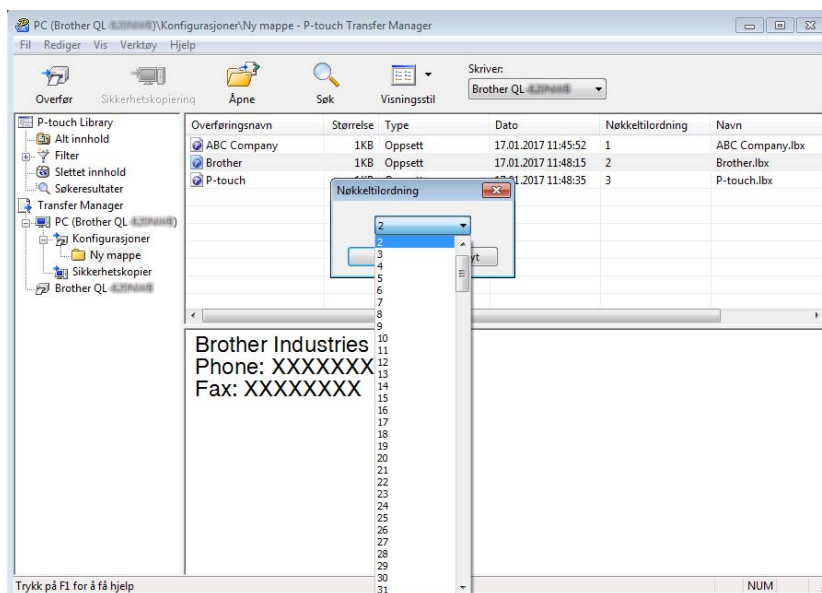 PC (Brother QL )\Konfigurasjoner\Ny mappe - P-touch Transfer Manager
Fil Rediger Vis Verktøy Hjelp
Overfør Sikkerhetskopiering Åpne Søk Visningsstil
Skriver:
Brother QL
P-touch Library
Alt innhold
Filter
Slettet innhold
Søkeresultater
Transfer Manager
PC (Brother QL )
Konfigurasjoner
Ny mappe
Sikkerhetskopier
Brother QL
Overføringsnavn Størrelse Type Dato Nøkkeltilordning Navn
ABC Company 1KB Oppsett 17.01.2017 11:45:52 1 ABC Company.lbx
Brother 1KB Oppsett 17.01.2017 11:48:15 2 Brother.lbx
P-touch 11:48:35 3 P-touch.lbx
Nøkkeltilordning
2
2
3
4
5
6
7
8
9
10
11
12
13
14
15
16
17
18
19
20
21
22
23
24
25
26
27
28
29
30
31
Brother Industries
Phone: XXXXXXX
Fax: XXXXXXXX
Trykk på F1 for å få hjelp
NUM